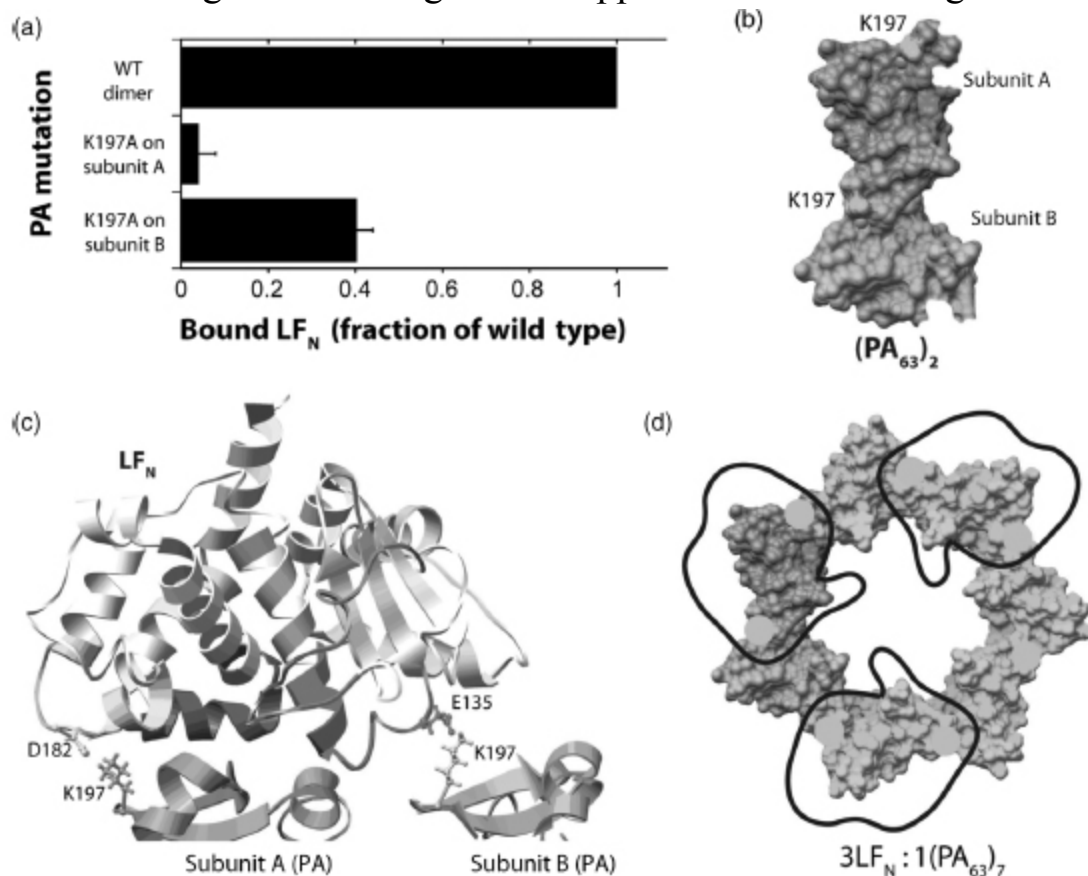 (a)
PA mutation
WT
dimer
K197A on
subunit A
K197A on
subunit B
0 0.2 0.4 0.6 0.8 1
Bound LFN (fraction of wild type)
(b)
K197
Subunit A
K197
Subunit B
(PA63)2
(c)
LFN
D182
K197
E135
K197
Subunit A (PA)
Subunit B (PA)
(d)
3LFN : 1(PA63)7